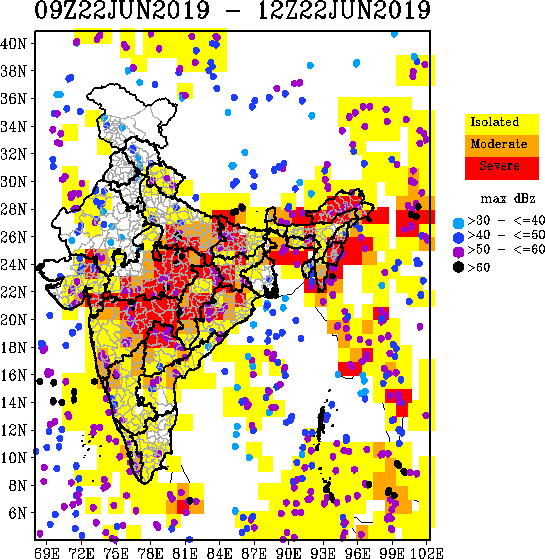 09Z22JUN2019 - 12Z22JUN2019
40N
38N
36N
34N
32N
30N
28N
26N
24N
22N
20N
18N
16N
14N
12N
10N
8N
6N
69E 72E 75E 78E 81E 84E 87E 90E 93E 96E 99E 102E
Isolated
Moderate
Severe
max dBz
>30 - <=40
>40 - <=50
>50 - <=60
>60